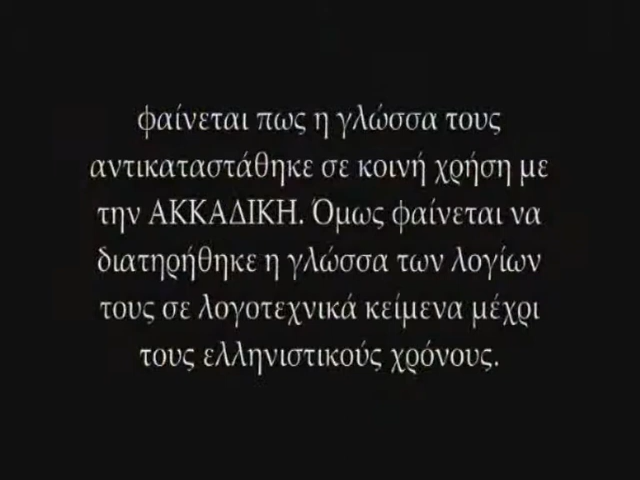 φαίνεται πως η γλώσσα τους
αντικαταστάθηκε σε κοινή χρήση με
την ΑΚΚΑΔΙΚΗ. Όμως φαίνεται να
διατηρήθηκε η γλώσσα των λογίων
τους σε λογοτεχνικά κείμενα μέχρι
τους ελληνιστικούς χρόνους.